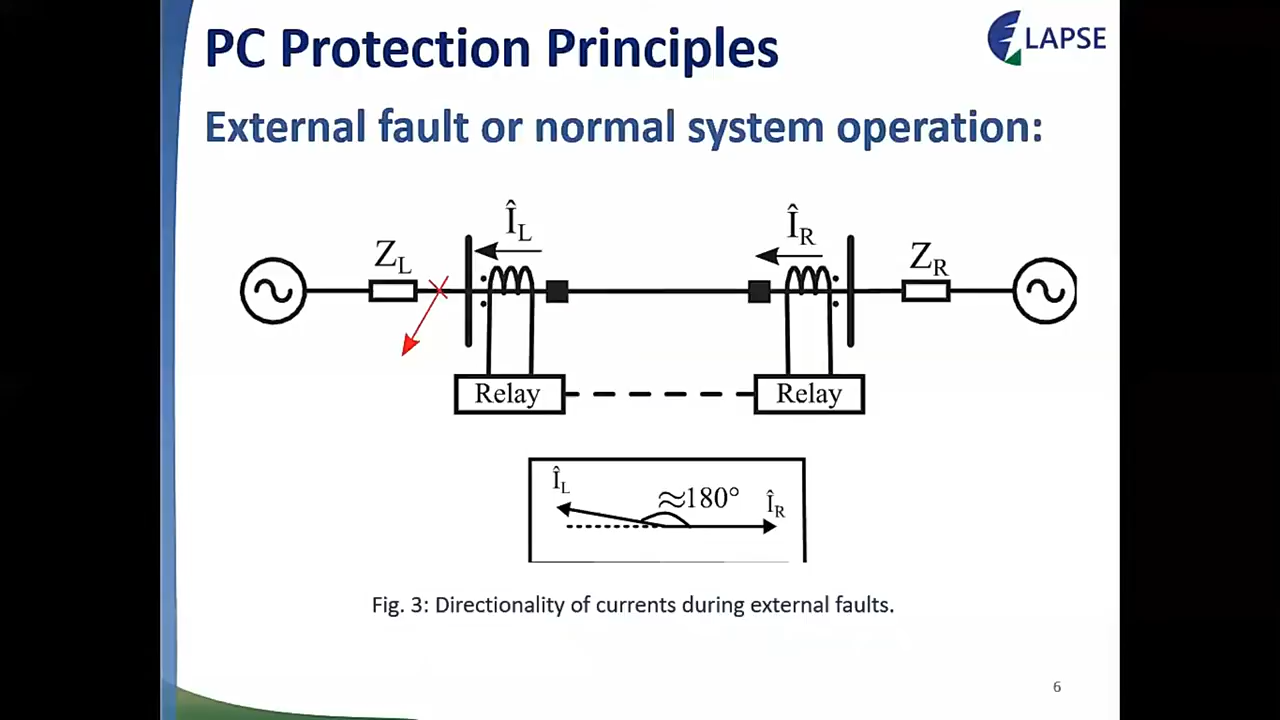 PC Protection Principles
LAPSE
External fault or normal system operation:
Î_L
Î_R
Z_L
Z_R
Relay
Relay
Î_L
≈180°
Î_R
Fig. 3: Directionality of currents during external faults.
6